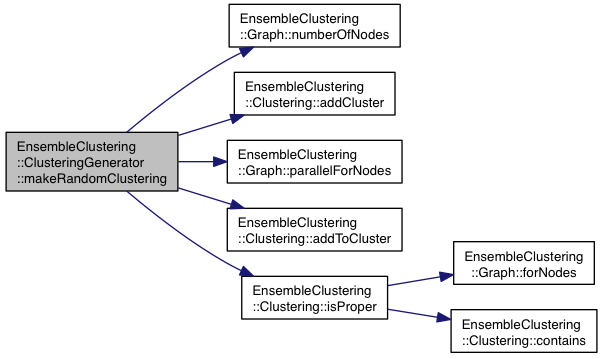 EnsembleClustering
::Graph::numberOfNodes
EnsembleClustering
::Clustering::addCluster
EnsembleClustering
::ClusteringGenerator
::makeRandomClustering
EnsembleClustering
::Graph::parallelForNodes
EnsembleClustering
::Clustering::addToCluster
EnsembleClustering
::Clustering::isProper
EnsembleClustering
::Graph::forNodes
EnsembleClustering
::Clustering::contains